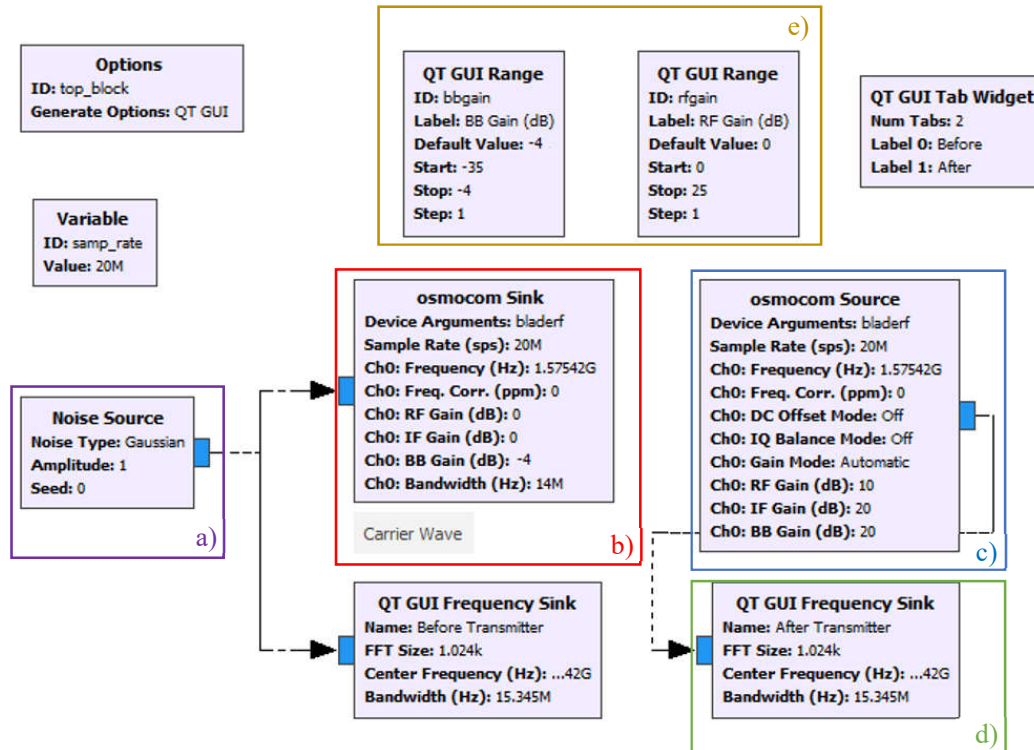 e)
Options
ID: top_block
Generate Options: QT GUI
QT GUI Range
ID: bbgain
Label: BB Gain (dB)
Default Value: -4
Start: -35
Stop: -4
Step: 1
QT GUI Range
ID: rfgain
Label: RF Gain (dB)
Default Value: 0
Start: 0
Stop: 25
Step: 1
QT GUI Tab Widget
Num Tabs: 2
Label 0: Before
Label 1: After
Variable
ID: samp_rate
Value: 20M
osmocom Sink
Device Arguments: bladerf
Sample Rate (sps): 20M
Ch0: Frequency (Hz): 1.57542G
Ch0: Freq. Corr. (ppm): 0
Ch0: RF Gain (dB): 0
Ch0: IF Gain (dB): 0
Ch0: BB Gain (dB): -4
Ch0: Bandwidth (Hz): 14M
Carrier Wave
b)
osmocom Source
Device Arguments: bladerf
Sample Rate (sps): 20M
Ch0: Frequency (Hz): 1.57542G
Ch0: Freq. Corr. (ppm): 0
Ch0: DC Offset Mode: Off
Ch0: IQ Balance Mode: Off
Ch0: Gain Mode: Automatic
Ch0: RF Gain (dB): 10
Ch0: IF Gain (dB): 20
Ch0: BB Gain (dB): 20
c)
Noise Source
Noise Type: Gaussian
Amplitude: 1
Seed: 0
a)
QT GUI Frequency Sink
Name: Before Transmitter
FFT Size: 1.024k
Center Frequency (Hz): ...42G
Bandwidth (Hz): 15.345M
QT GUI Frequency Sink
Name: After Transmitter
FFT Size: 1.024k
Center Frequency (Hz): ...42G
Bandwidth (Hz): 15.345M
d)